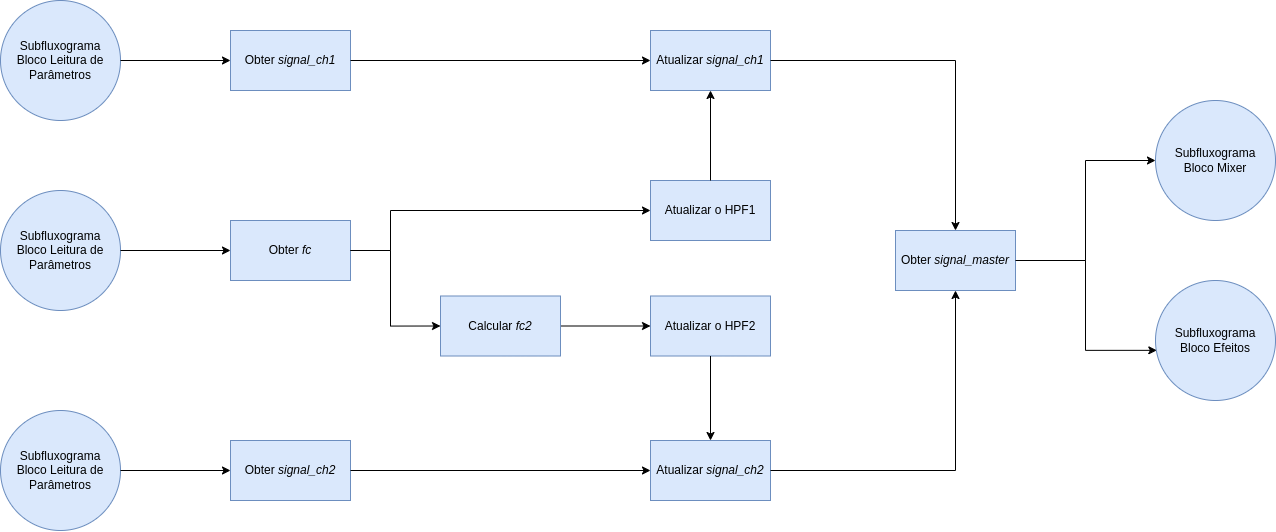 Subfluxograma
Bloco Leitura de
Parâmetros
Obter signal_ch1
Atualizar signal_ch1
Subfluxograma
Bloco Mixer
Subfluxograma
Bloco Leitura de
Parâmetros
Obter fc
Atualizar o HPF1
Obter signal_master
Calcular fc2
Atualizar o HPF2
Subfluxograma
Bloco Efeitos
Subfluxograma
Bloco Leitura de
Parâmetros
Obter signal_ch2
Atualizar signal_ch2